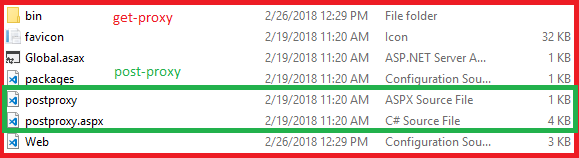 bin get-proxy 2/26/2018 12:29 PM File folder
favicon 2/19/2018 11:20 AM Icon 32 KB
Global.asax 2/19/2018 11:20 AM ASP.NET Server A... 1 KB
packages post-proxy 2/19/2018 11:20 AM Configuration Sou... 1 KB
postproxy 2/19/2018 11:20 AM ASPX Source File 1 KB
postproxy.aspx 2/19/2018 11:20 AM C# Source File 4 KB
Web 2/26/2018 12:29 PM Configuration Sou... 3 KB